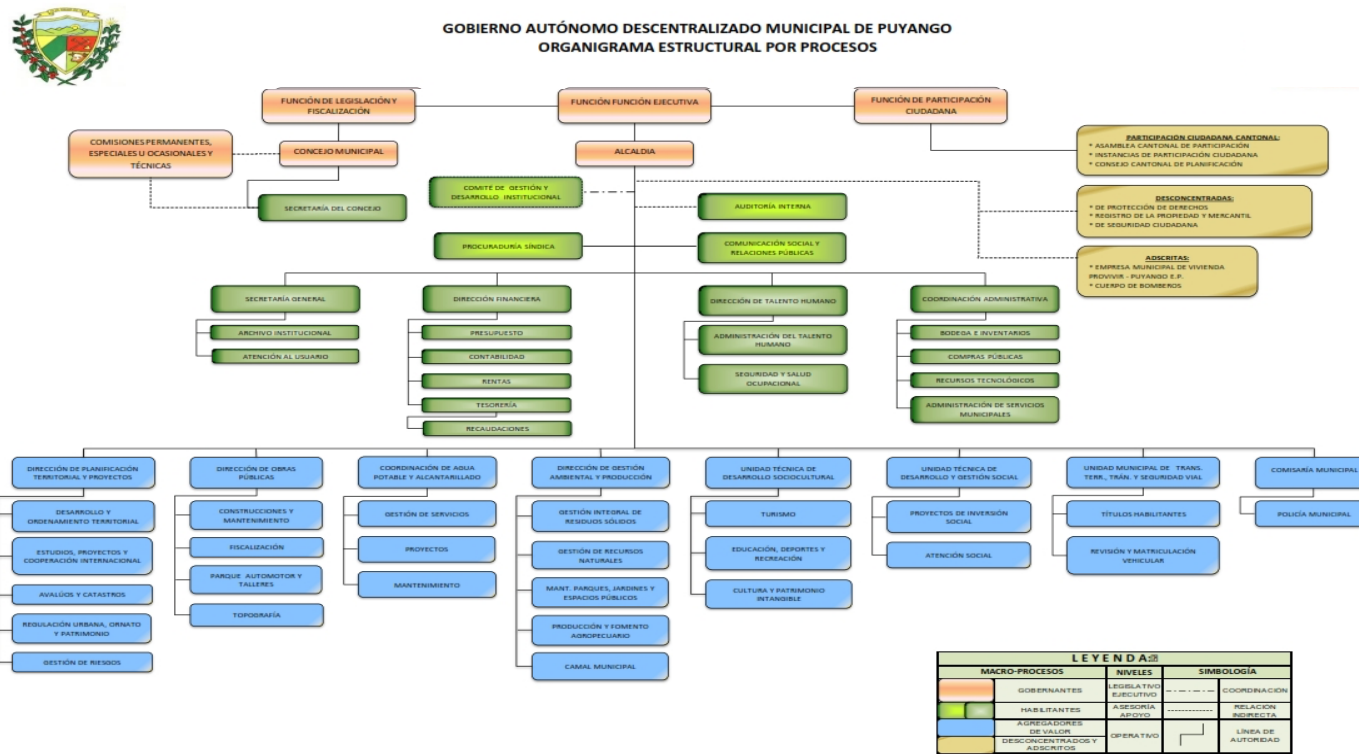 GOBIERNO AUTÓNOMO DESCENTRALIZADO MUNICIPAL DE PUYANGO
ORGANIGRAMA ESTRUCTURAL POR PROCESOS
FUNCIÓN DE LEGISLACIÓN Y
FISCALIZACIÓN
FUNCIÓN FUNCIÓN EJECUTIVA
FUNCIÓN DE PARTICIPACIÓN
CIUDADANA
COMISIONES PERMANENTES,
ESPECIALES U OCASIONALES Y
TÉCNICAS
CONCEJO MUNICIPAL
ALCALDIA
PARTICIPACIÓN CIUDADANA CANTONAL:
* ASAMBLEA CANTONAL DE PARTICIPACIÓN
* INSTANCIAS DE PARTICIPACIÓN CIUDADANA
* CONSEJO CANTONAL DE PLANIFICACIÓN
COMITÉ DE GESTIÓN Y
DESARROLLO INSTITUCIONAL
SECRETARÍA DEL CONCEJO
AUDITORÍA INTERNA
DESCONCENTRADAS:
* DE PROTECCIÓN DE DERECHOS
* REGISTRO DE LA PROPIEDAD Y MERCANTIL
* DE SEGURIDAD CIUDADANA
PROCURADURÍA SÍNDICA
COMUNICACIÓN SOCIAL Y
RELACIONES PÚBLICAS
ADSCRITAS:
* EMPRESA MUNICIPAL DE VIVIENDA
PROVIVIR - PUYANGO E.P.
* CUERPO DE BOMBEROS
SECRETARÍA GENERAL
ARCHIVO INSTITUCIONAL
ATENCIÓN AL USUARIO
DIRECCIÓN FINANCIERA
PRESUPUESTO
CONTABILIDAD
RENTAS
TESORERÍA
RECAUDACIONES
DIRECCIÓN DE TALENTO HUMANO
ADMINISTRACIÓN DEL TALENTO
HUMANO
SEGURIDAD Y SALUD
OCUPACIONAL
COORDINACIÓN ADMINISTRATIVA
BODEGA E INVENTARIOS
COMPRAS PÚBLICAS
RECURSOS TECNOLÓGICOS
ADMINISTRACIÓN DE SERVICIOS
MUNICIPALES
DIRECCIÓN DE PLANIFICACIÓN
TERRITORIAL Y PROYECTOS
DESARROLLO Y
ORDENAMIENTO TERRITORIAL
ESTUDIOS, PROYECTOS Y
COOPERACIÓN INTERNACIONAL
AVALÚOS Y CATASTROS
REGULACIÓN URBANA, ORNATO
Y PATRIMONIO
GESTIÓN DE RIESGOS
DIRECCIÓN DE OBRAS
PÚBLICAS
CONSTRUCCIONES Y
MANTENIMIENTO
FISCALIZACIÓN
PARQUE AUTOMOTOR Y
TALLERES
TOPOGRAFÍA
COORDINACIÓN DE AGUA
POTABLE Y ALCANTARILLADO
GESTIÓN DE SERVICIOS
PROYECTOS
MANTENIMIENTO
DIRECCIÓN DE GESTIÓN
AMBIENTAL Y PRODUCCIÓN
GESTIÓN INTEGRAL DE
RESIDUOS SÓLIDOS
GESTIÓN DE RECURSOS
NATURALES
MANT. PARQUES, JARDINES Y
ESPACIOS PÚBLICOS
PRODUCCIÓN Y FOMENTO
AGROPECUARIO
CAMAL MUNICIPAL
UNIDAD TÉCNICA DE
DESARROLLO SOCIOCULTURAL
TURISMO
EDUCACIÓN, DEPORTES Y
RECREACIÓN
CULTURA Y PATRIMONIO
INTANGIBLE
UNIDAD TÉCNICA DE
DESARROLLO Y GESTIÓN SOCIAL
PROYECTOS DE INVERSIÓN
SOCIAL
ATENCIÓN SOCIAL
UNIDAD MUNICIPAL DE TRANS.
TERR., TRÁN. Y SEGURIDAD VIAL
TÍTULOS HABILITANTES
REVISIÓN Y MATRICULACIÓN
VEHICULAR
COMISARÍA MUNICIPAL
POLICÍA MUNICIPAL
LEYENDA:
MACRO-PROCESOS NIVELES SIMBOLOGÍA
GOBERNANTES
LEGISLATIVO
EJECUTIVO
COORDINACIÓN
HABILITANTES
ASESORÍA
APOYO
RELACIÓN
INDIRECTA
AGREGADORES
DE VALOR
DESCONCENTRADOS Y
ADSCRITOS
OPERATIVO
LÍNEA DE
AUTORIDAD